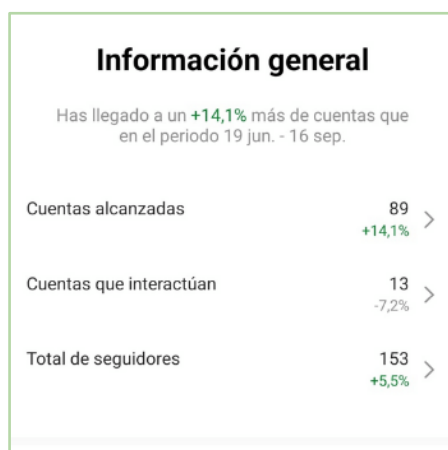 Información general
Has llegado a un +14,1% más de cuentas que
en el periodo 19 jun. - 16 sep.
Cuentas alcanzadas 89
+14,1%
Cuentas que interactúan 13
-7,2%
Total de seguidores 153
+5,5%